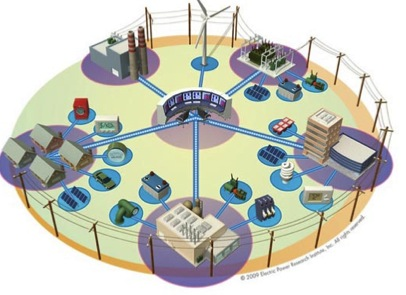 © 2009 Electric Power Research Institute, Inc. All rights reserved.